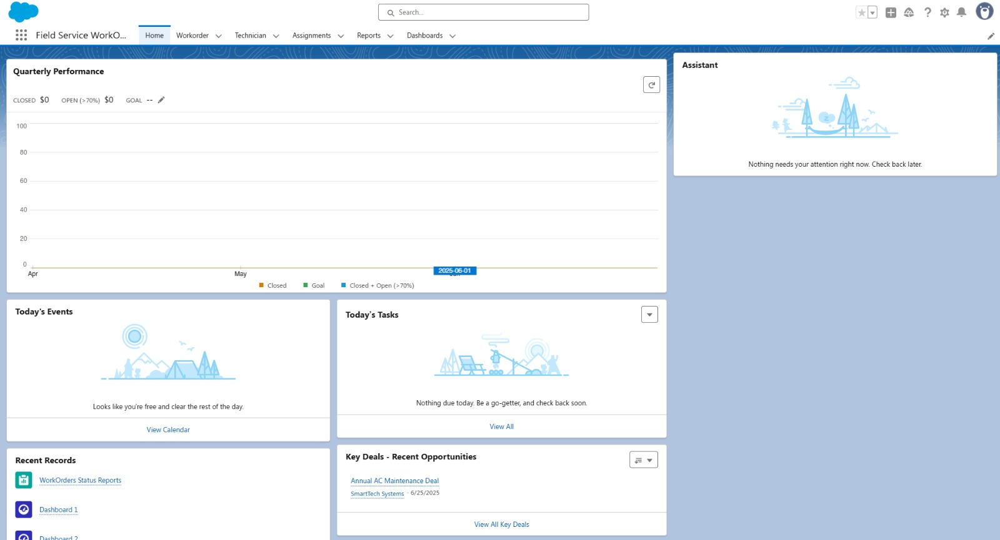 Search...
Field Service WorkO...
Home
Workorder
Technician
Assignments
Reports
Dashboards
Quarterly Performance
CLOSED $0 OPEN (>70%) $0 GOAL --
100
80
60
40
20
0
Apr
May
2025-06-01
Closed
Goal
Closed + Open (>70%)
Assistant
Nothing needs your attention right now. Check back later.
Today's Events
Looks like you're free and clear the rest of the day.
View Calendar
Today's Tasks
Nothing due today. Be a go-getter, and check back soon.
View All
Recent Records
WorkOrders Status Reports
Dashboard 1
Dashboard 2
Key Deals - Recent Opportunities
Annual AC Maintenance Deal
SmartTech Systems · 6/25/2025
View All Key Deals